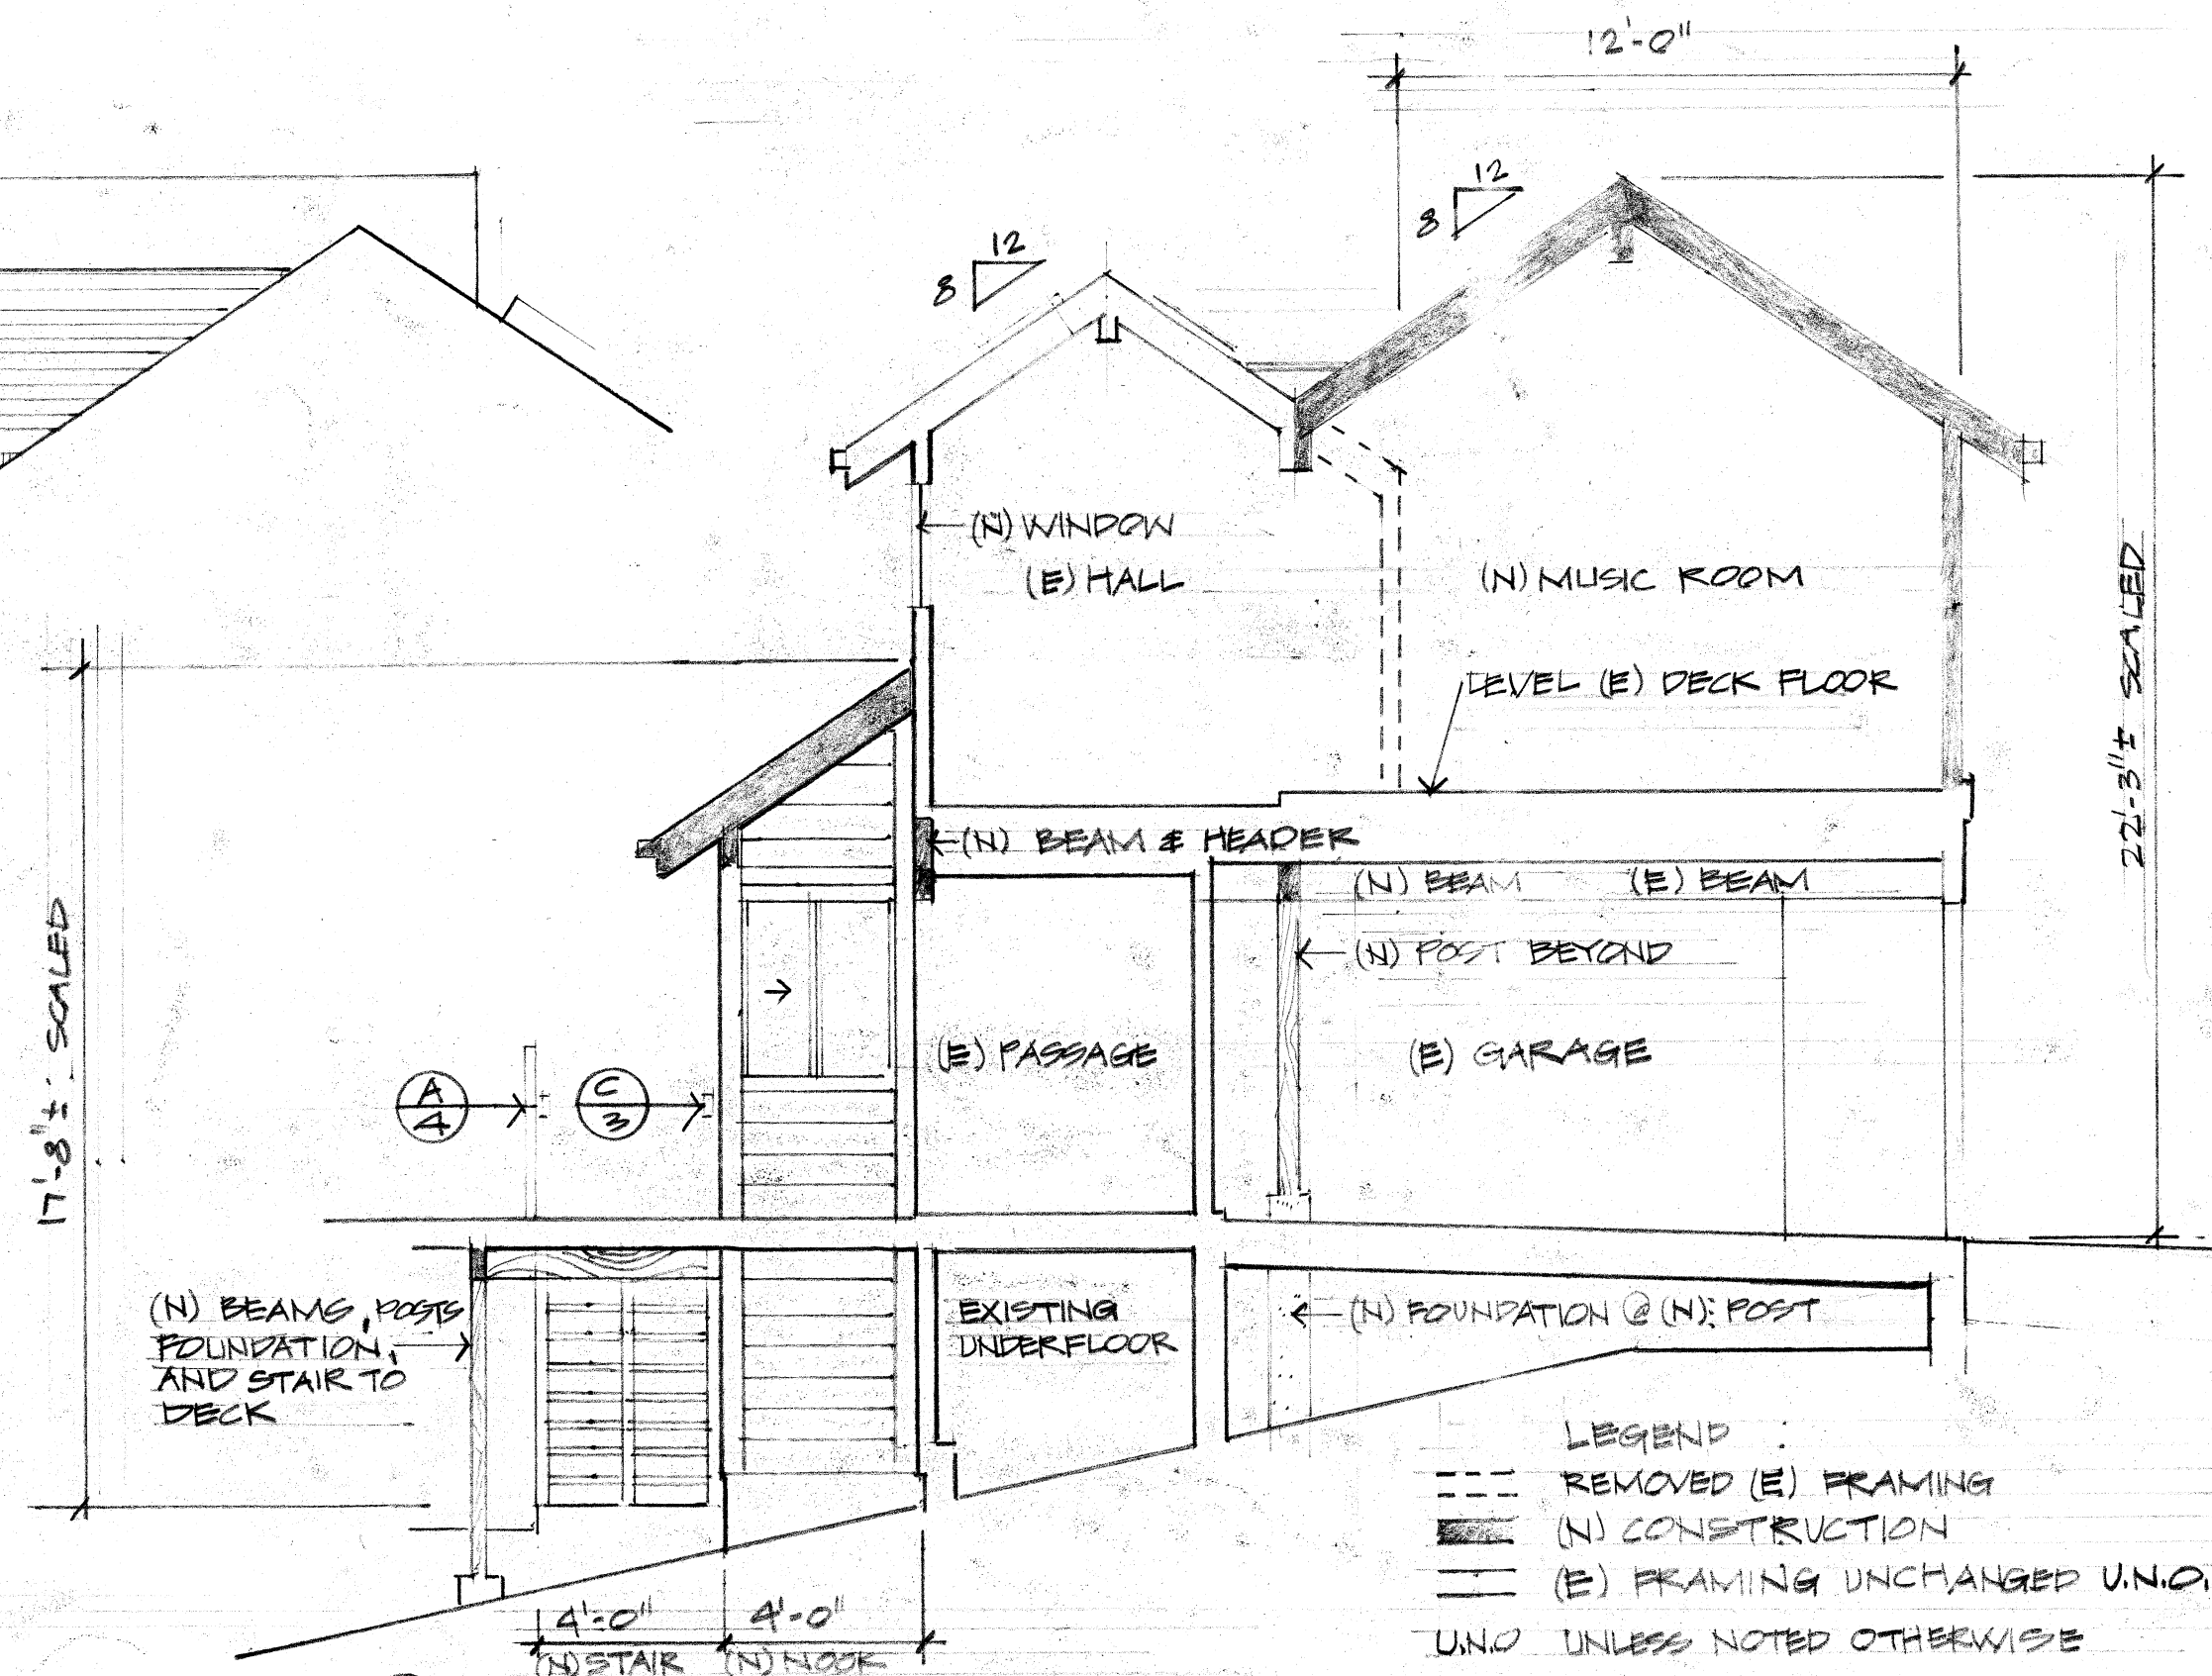 12'-0"
12
8
12
8
(N) WINDOW
(E) HALL
(N) MUSIC ROOM
LEVEL (E) DECK FLOOR
22'-3"± SCALED
(N) BEAM & HEADER
(N) BEAM
(E) BEAM
(N) POST BEYOND
17'-8"± SCALED
(E) PASSAGE
(E) GARAGE
A
4
C
3
(N) BEAMS, POSTS
FOUNDATION,
AND STAIR TO
DECK
EXISTING
UNDERFLOOR
(N) FOUNDATION @ (N) POST
LEGEND
REMOVED (E) FRAMING
(N) CONSTRUCTION
(E) FRAMING UNCHANGED U.N.O.
U.N.O UNLESS NOTED OTHERWISE
4'-0"
4'-0"
(N) STAIR
(N) NOOK